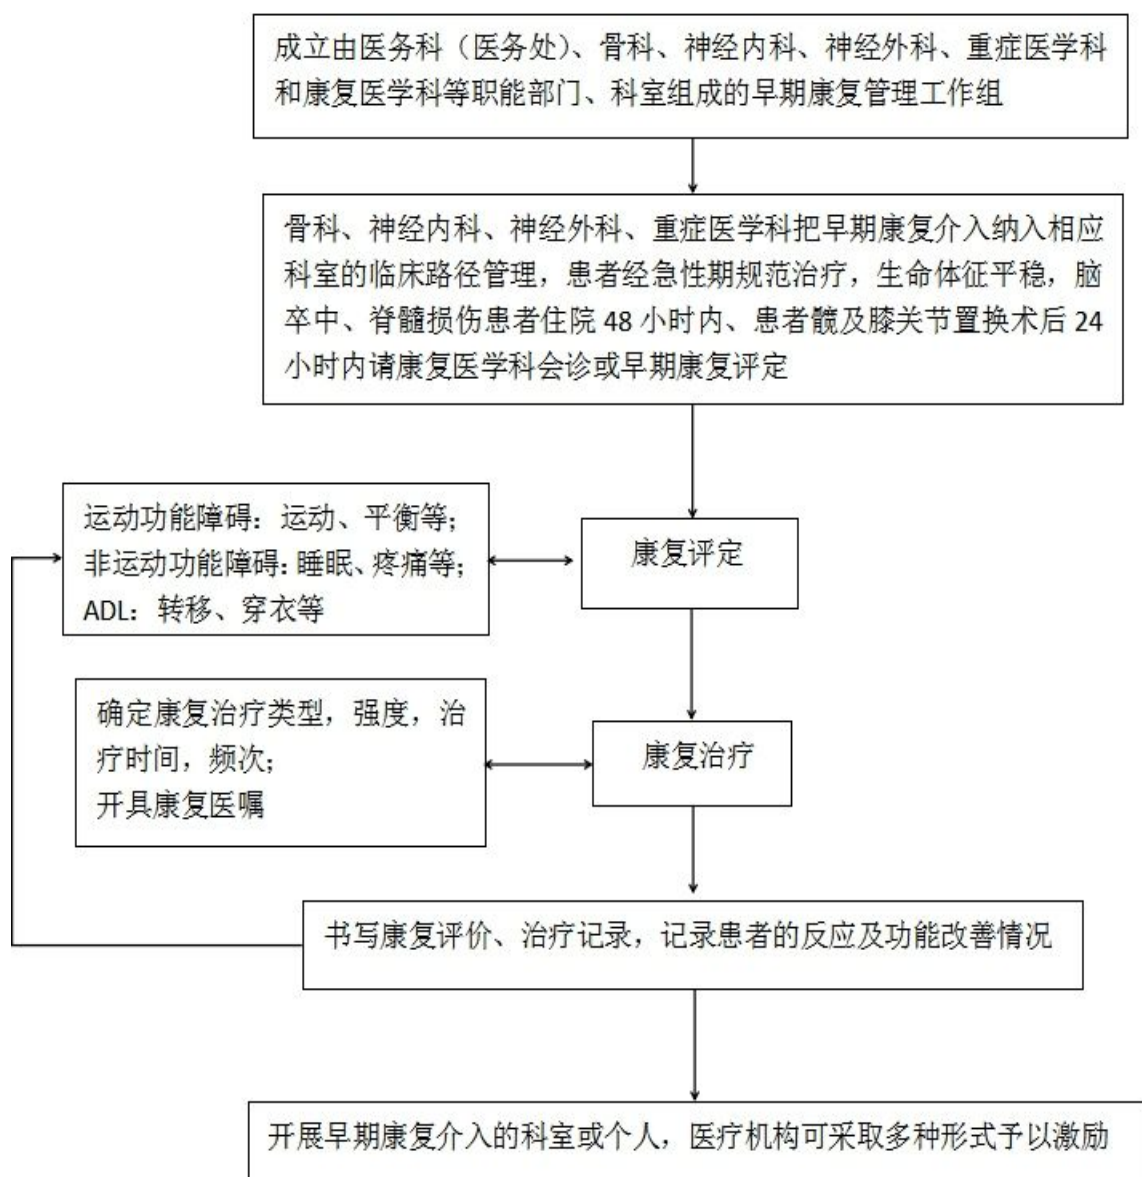 成立由医务科（医务处）、骨科、神经内科、神经外科、重症医学科
和康复医学科等职能部门、科室组成的早期康复管理工作组
骨科、神经内科、神经外科、重症医学科把早期康复介入纳入相应
科室的临床路径管理，患者经急性期规范治疗，生命体征平稳，脑
卒中、脊髓损伤患者住院 48 小时内、患者髋及膝关节置换术后 24
小时内请康复医学科会诊或早期康复评定
运动功能障碍：运动、平衡等；
非运动功能障碍：睡眠、疼痛等；
ADL：转移、穿衣等
康复评定
确定康复治疗类型，强度，治
疗时间，频次；
开具康复医嘱
康复治疗
书写康复评价、治疗记录，记录患者的反应及功能改善情况
开展早期康复介入的科室或个人，医疗机构可采取多种形式予以激励